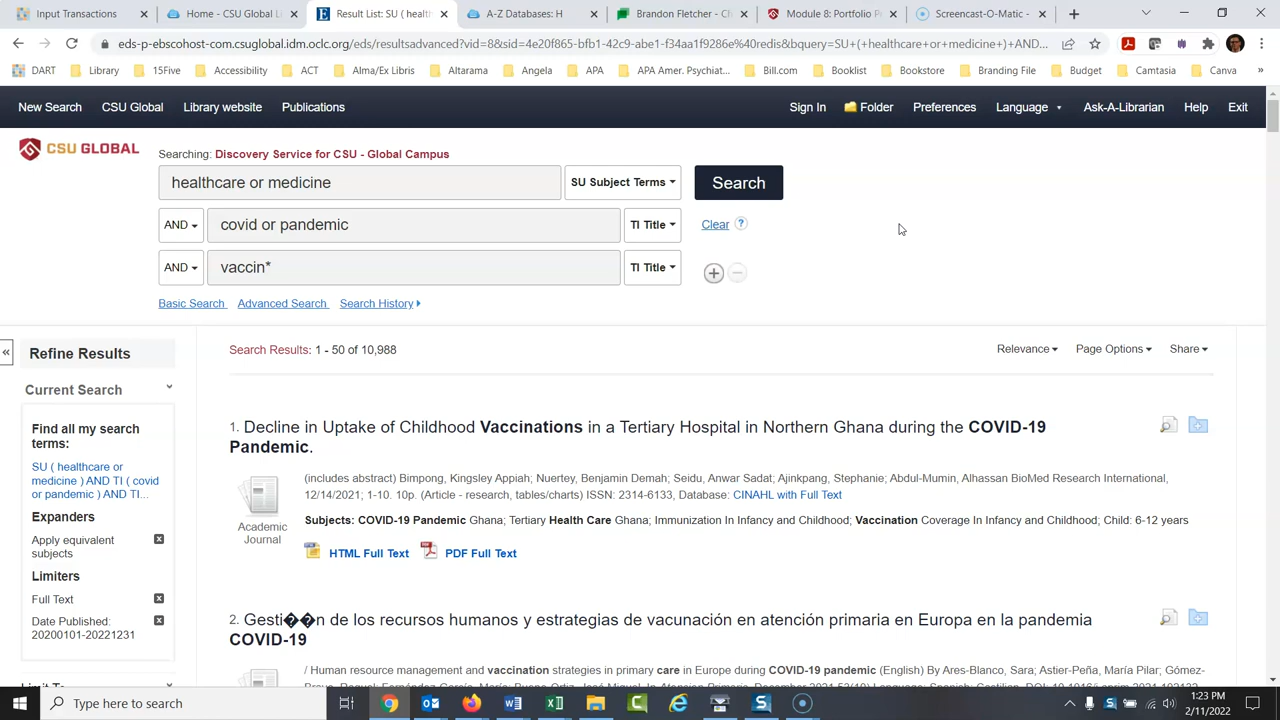 Input Transactions
Home - CSU Global Li
Result List: SU ( health
A-Z Databases: H
Brandon Fletcher - Ch
Module 8: Portfolio P
Screencast-O-Matic -
eds-p-ebscohost-com.csuglobal.idm.oclc.org/eds/resultsadvanced?vid=8&sid=
DART
Library
15Five
Accessibility
ACT
Alma/Ex Libris
Altarama
Angela
APA
APA Amer. Psychiat...
Bill.com
Booklist
Bookstore
Branding File
Budget
Camtasia
Canva
»
New Search
CSU Global
Library website
Publications
Sign In
Folder
Preferences
Language
Ask-A-Librarian
Help
Exit
CSU GLOBAL
Searching: Discovery Service for CSU - Global Campus
healthcare or medicine
SU Subject Terms
Search
AND
covid or pandemic
TI Title
Clear
?
AND
vaccin*
TI Title
Basic Search
Advanced Search
Search History
«
Refine Results
Current Search
Find all my search
terms:
SU ( healthcare or
medicine ) AND TI ( covid
or pandemic ) AND TI...
Expanders
Apply equivalent
subjects
Limiters
Full Text
Date Published:
20200101-20221231
Search Results: 1 - 50 of 10,988
Relevance
Page Options
Share
1. Decline in Uptake of Childhood Vaccinations in a Tertiary Hospital in Northern Ghana during the COVID-19
Pandemic.
(includes abstract) Bimpong, Kingsley Appiah; Nuertey, Benjamin Demah; Seidu, Anwar Sadat; Ajinkpang, Stephanie; Abdul-Mumin, Alhassan BioMed Research International,
12/14/2021; 1-10. 10p. (Article - research, tables/charts) ISSN: 2314-6133, Database: CINAHL with Full Text
Academic
Journal
Subjects: COVID-19 Pandemic Ghana; Tertiary Health Care Ghana; Immunization In Infancy and Childhood; Vaccination Coverage In Infancy and Childhood; Child: 6-12 years
HTML Full Text
PDF Full Text
2. Gesti��n de los recursos humanos y estrategias de vacunación en atención primaria en Europa en la pandemia
COVID-19
/ Human resource management and vaccination strategies in primary care in Europe during COVID-19 pandemic (English) By Ares-Blanco, Sara; Astier-Peña, María Pilar; Gómez-
Type here to search
1:23 PM
2/11/2022